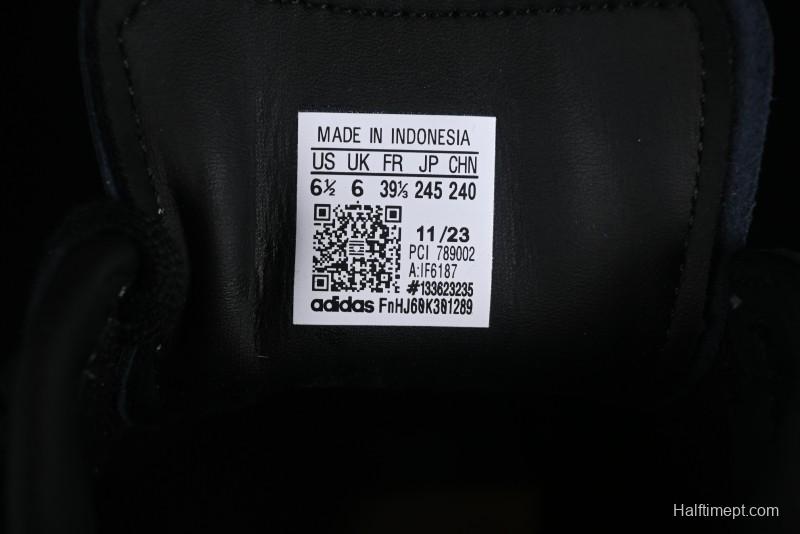 MADE IN INDONESIA
US UK FR JP CHN
6½ 6 39⅓ 245 240
11/23
PCI 789002
A:IF6187
#133623235
adidas FnHJ60K301289
Halftimept.com